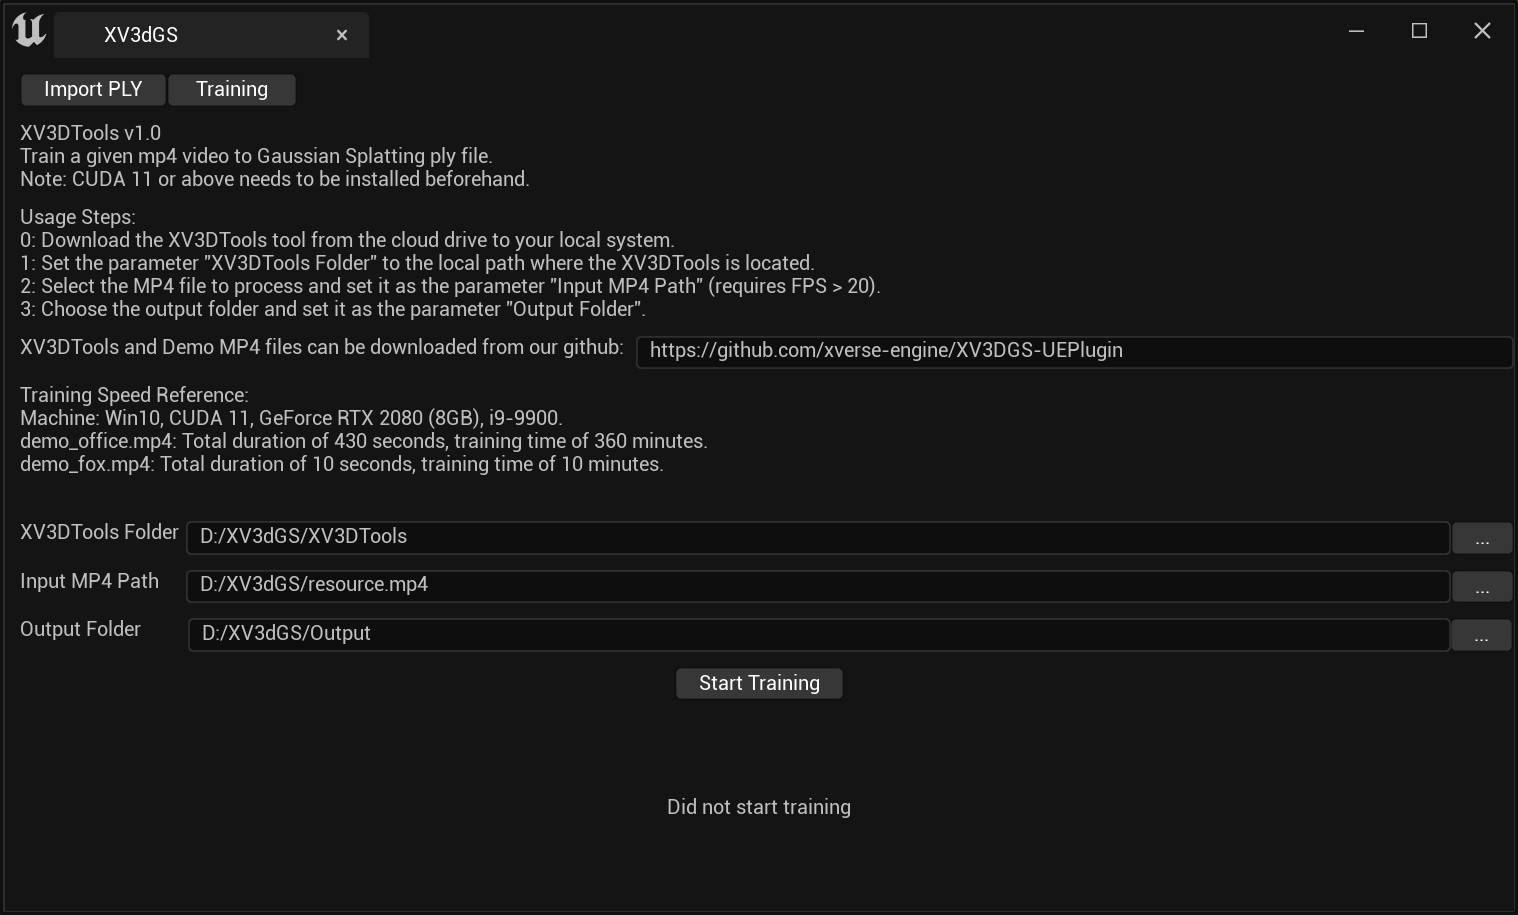 XV3dGS
Import PLY
Training
XV3DTools v1.0
Train a given mp4 video to Gaussian Splatting ply file.
Note: CUDA 11 or above needs to be installed beforehand.
Usage Steps:
0: Download the XV3DTools tool from the cloud drive to your local system.
1: Set the parameter "XV3DTools Folder" to the local path where the XV3DTools is located.
2: Select the MP4 file to process and set it as the parameter "Input MP4 Path" (requires FPS > 20).
3: Choose the output folder and set it as the parameter "Output Folder".
XV3DTools and Demo MP4 files can be downloaded from our github: https://github.com/xverse-engine/XV3DGS-UEPlugin
Training Speed Reference:
Machine: Win10, CUDA 11, GeForce RTX 2080 (8GB), i9-9900.
demo_office.mp4: Total duration of 430 seconds, training time of 360 minutes.
demo_fox.mp4: Total duration of 10 seconds, training time of 10 minutes.
XV3DTools Folder D:/XV3dGS/XV3DTools ...
Input MP4 Path D:/XV3dGS/resource.mp4 ...
Output Folder D:/XV3dGS/Output ...
Start Training
Did not start training